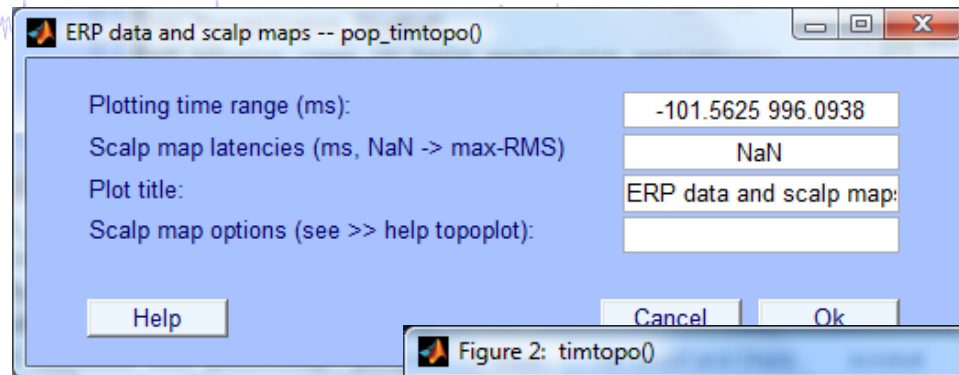 ERP data and scalp maps -- pop_timtopo()
Plotting time range (ms):
-101.5625 996.0938
Scalp map latencies (ms, NaN -> max-RMS)
NaN
Plot title:
ERP data and scalp map
Scalp map options (see >> help topoplot):
Help
Cancel
Ok
Figure 2: timtopo()